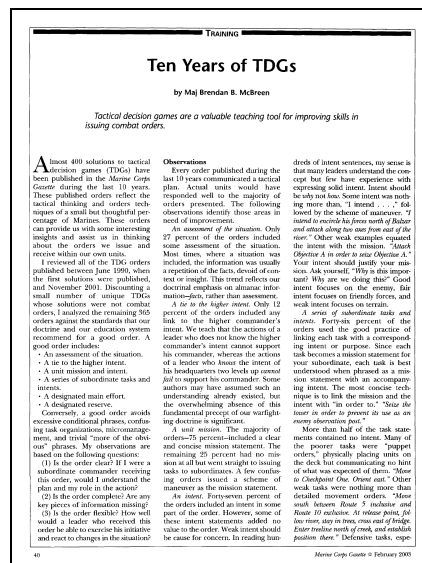 TRAINING
Ten Years of TDGs
by Maj Brendan B. McBreen
Tactical decision games are a valuable teaching tool for improving skills in
issuing combat orders.
Almost 400 solutions to tactical
decision games (TDGs) have
been published in the Marine Corps
Gazette during the last 10 years.
These published orders reflect the
tactical thinking and orders tech-
niques of a small but thoughtful per-
centage of Marines. These orders
can provide us with some interesting
insights and assist us in thinking
about the orders we issue and
receive within our own units.
I reviewed all of the TDG orders
published between June 1990, when
the first solutions were published,
and November 2001. Discounting a
small number of unique TDGs
whose solutions were not combat
orders, I analyzed the remaining 365
orders against the standards that our
doctrine and our education system
recommend for a good order. A
good order includes:
• An assessment of the situation.
• A tie to the higher intent.
• A unit mission and intent.
• A series of subordinate tasks and
intents.
• A designated main effort.
• A designated reserve.
Conversely, a good order avoids
excessive conditional phrases, confus-
ing task organizations, micromanage-
ment, and trivial "more of the obvi-
ous" phrases. My observations are
based on the following questions:
(1) Is the order clear? If I were a
subordinate commander receiving
this order, would I understand the
plan and my role in the action?
(2) Is the order complete? Are any
key pieces of information missing?
(3) Is the order flexible? How well
would a leader who received this
order be able to exercise his initiative
and react to changes in the situation?
Observations
Every order published during the
last 10 years communicated a tactical
plan. Actual units would have
responded well to the majority of
orders presented. The following
observations identify those areas in
need of improvement.
An assessment of the situation. Only
27 percent of the orders included
some assessment of the situation.
Most times, where a situation was
included, the information was usually
a repetition of the facts, devoid of con-
text or insight. This trend reflects our
doctrinal emphasis on almanac infor-
mation—facts, rather than assessment.
A tie to the higher intent. Only 12
percent of the orders included any
link to the higher commander's
intent. We teach that the actions of a
leader who does not know the higher
commander's intent cannot support
his commander, whereas the actions
of a leader who knows the intent of
his headquarters two levels up cannot
fail to support his commander. Some
authors may have assumed such an
understanding already existed, but
the overwhelming absence of this
fundamental precept of our warfight-
ing doctrine is significant.
A unit mission. The majority of
orders—75 percent—included a clear
and concise mission statement. The
remaining 25 percent had no mis-
sion at all but went straight to issuing
tasks to subordinates. A few confus-
ing orders issued a scheme of
maneuver as the mission statement.
An intent. Forty-seven percent of
the orders included an intent in some
part of the order. However, some of
these intent statements added no
value to the order. Weak intent should
be cause for concern. In reading hun-
dreds of intent sentences, my sense is
that many leaders understand the con-
cept but few have experience with
expressing solid intent. Intent should
be why not how. Some intent was noth-
ing more than, "I intend . . . ," fol-
lowed by the scheme of maneuver. "I
intend to encircle his forces north of Balzar
and attack along two axes from east of the
river." Other weak examples equated
the intent with the mission. "Attack
Objective A in order to seize Objective A."
Your intent should justify your mis-
sion. Ask yourself, "Why is this impor-
tant? Why are we doing this?" Good
intent focuses on the enemy, fair
intent focuses on friendly forces, and
weak intent focuses on terrain.
A series of subordinate tasks and
intents. Forty-six percent of the
orders used the good practice of
linking each task with a correspond-
ing intent or purpose. Since each
task becomes a mission statement for
your subordinate, each task is best
understood when phrased as a mis-
sion statement with an accompany-
ing intent. The most concise tech-
nique is to link the mission and the
intent with "in order to." "Seize the
tower in order to prevent its use as an
enemy observation post."
More than half of the task state-
ments contained no intent. Many of
the poorer tasks were "puppet
orders," physically placing units on
the deck but communicating no hint
of what was expected of them. "Move
to Checkpoint One. Orient east." Other
weak tasks were nothing more than
detailed movement orders. "Move
south between Route 5 inclusive and
Route 10 exclusive. At release point, fol-
low river, stay in trees, cross east of bridge.
Enter treeline north of creek, and establish
position there." Defensive tasks, espe-
40
Marine Corps Gazette • February 2003